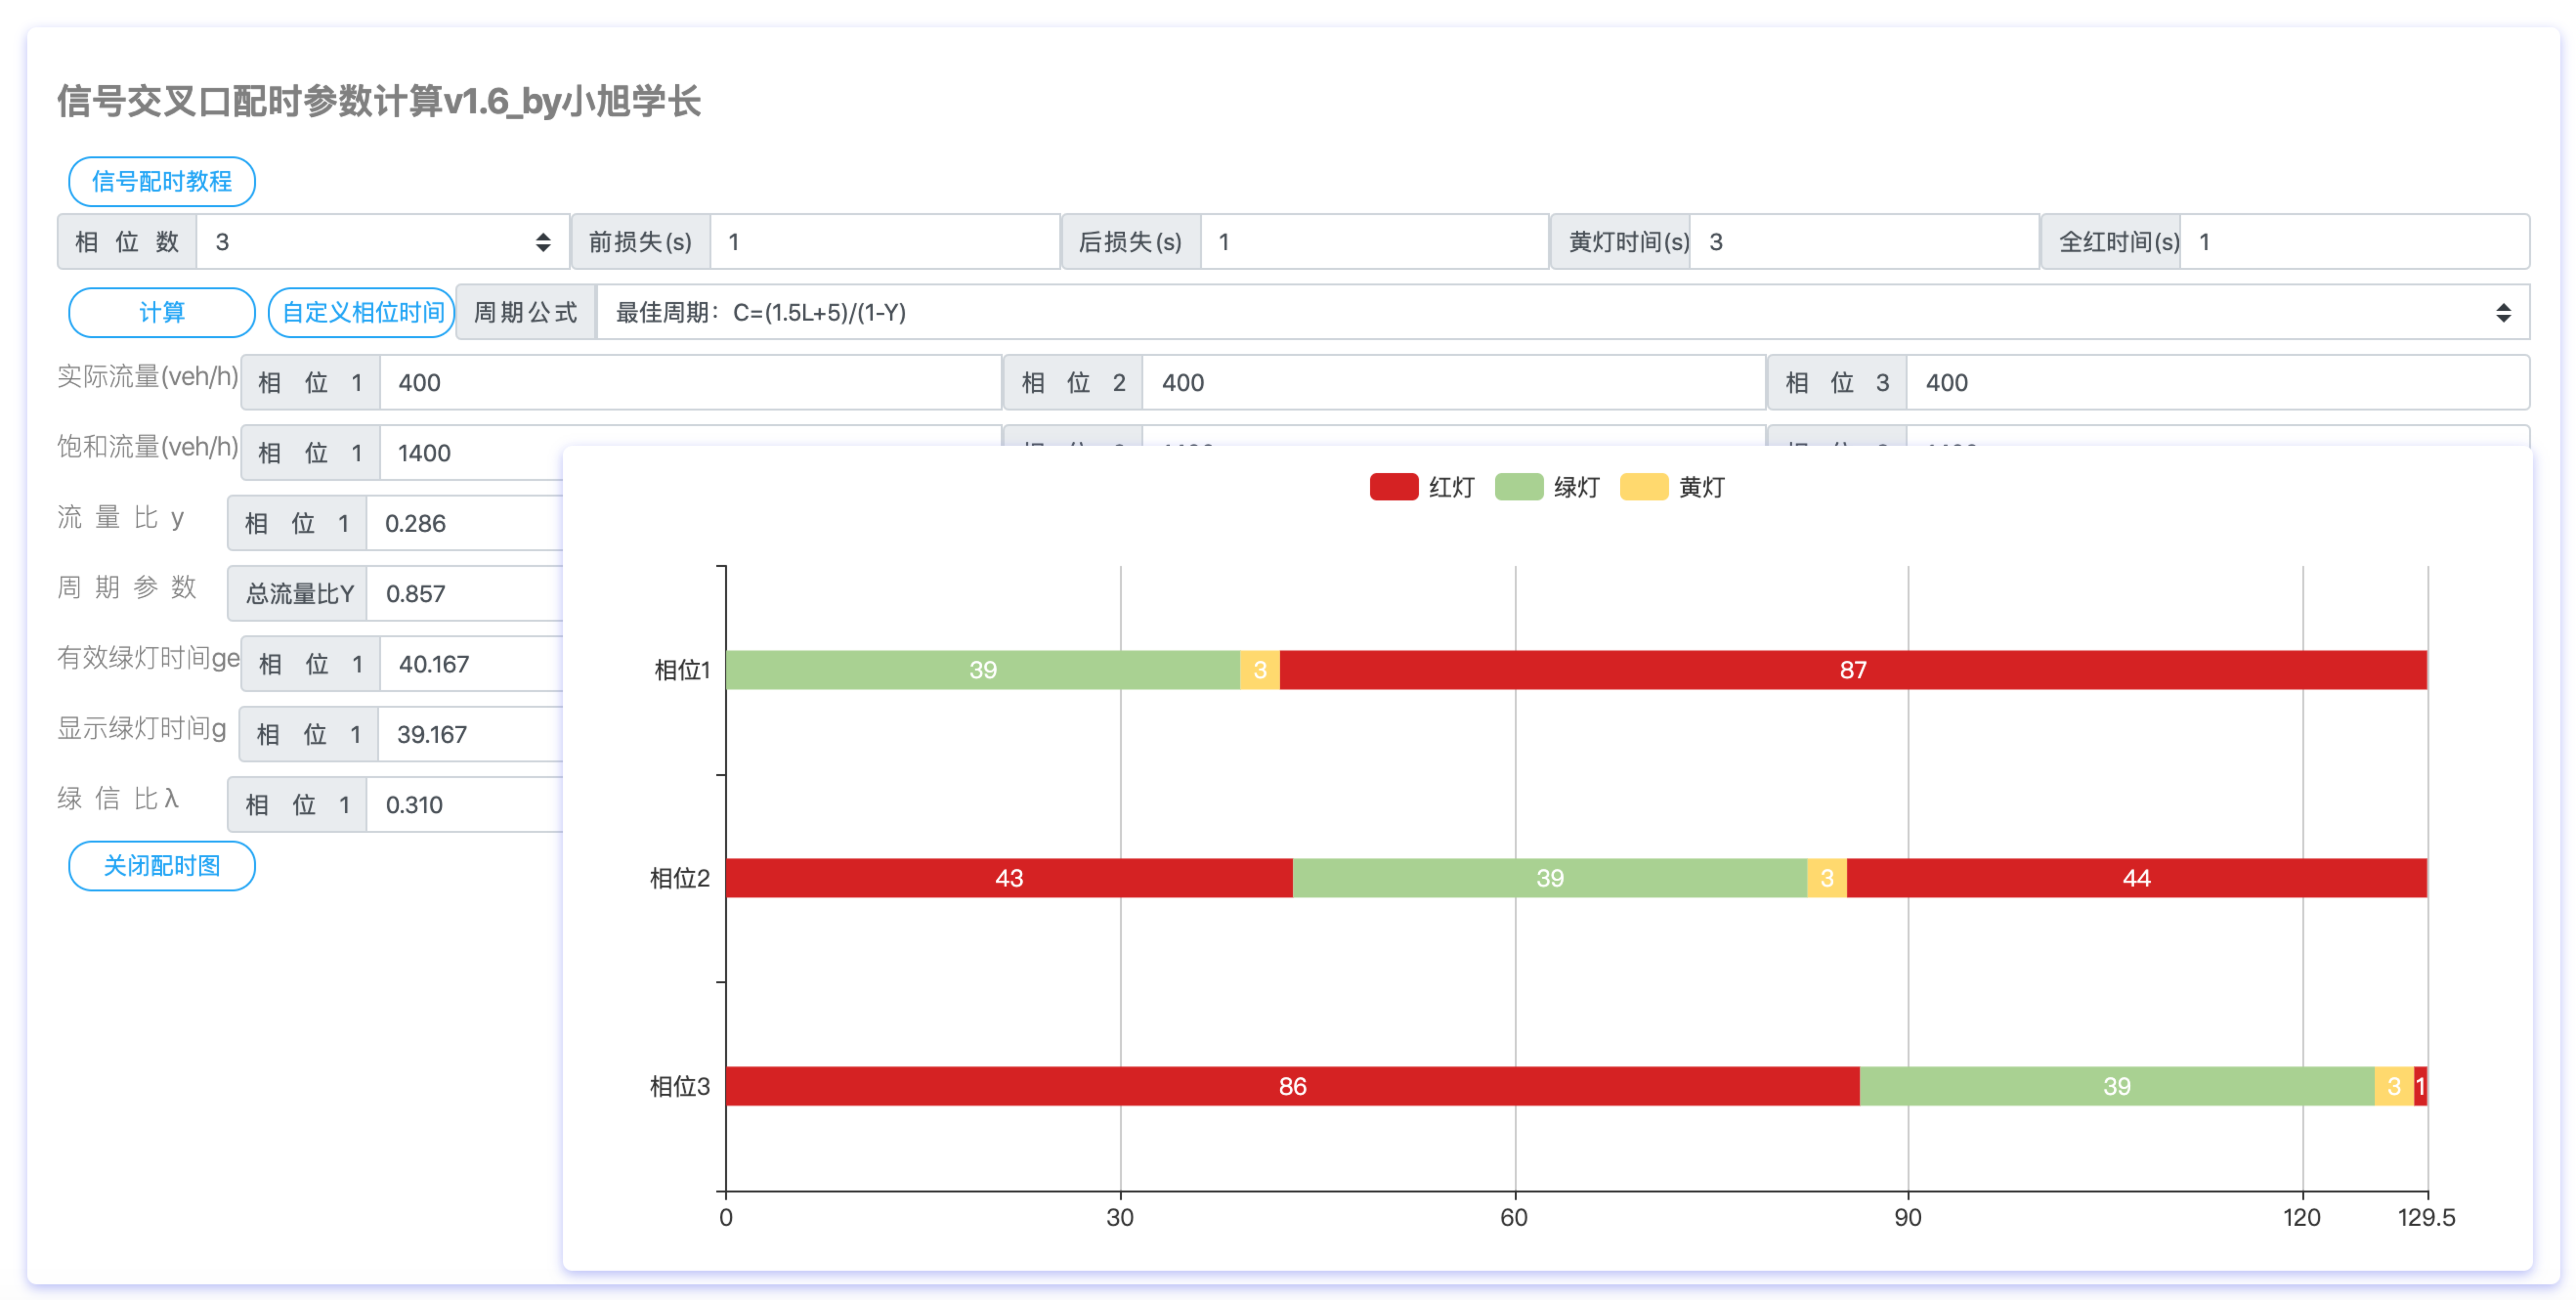 信号交叉口配时参数计算v1.6_by小旭学长
信号配时教程
相 位 数 3 前损失(s) 1 后损失(s) 1 黄灯时间(s) 3 全红时间(s) 1
计算 自定义相位时间 周期公式 最佳周期：C=(1.5L+5)/(1-Y)
实际流量(veh/h) 相 位 1 400 相 位 2 400 相 位 3 400
饱和流量(veh/h) 相 位 1 1400
流 量 比 y 相 位 1 0.286
周 期 参 数 总流量比Y 0.857
有效绿灯时间ge 相 位 1 40.167
显示绿灯时间g 相 位 1 39.167
绿 信 比 λ 相 位 1 0.310
关闭配时图
红灯 绿灯 黄灯
相位1 39 3 87
相位2 43 39 3 44
相位3 86 39 3 1
0 30 60 90 120 129.5